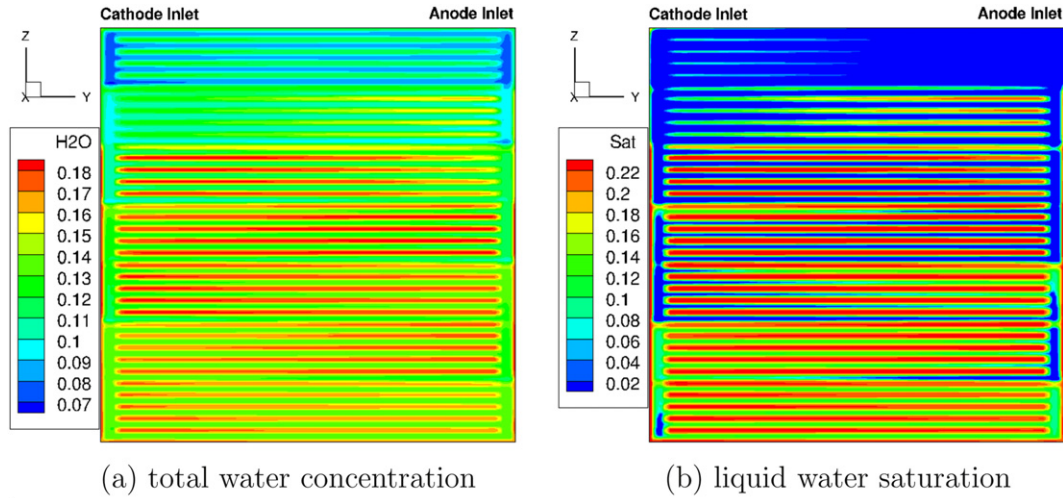 Cathode Inlet Anode Inlet
Z
X Y
H2O
0.18
0.17
0.16
0.15
0.14
0.13
0.12
0.11
0.1
0.09
0.08
0.07
(a) total water concentration
Cathode Inlet Anode Inlet
Z
X Y
Sat
0.22
0.2
0.18
0.16
0.14
0.12
0.1
0.08
0.06
0.04
0.02
(b) liquid water saturation